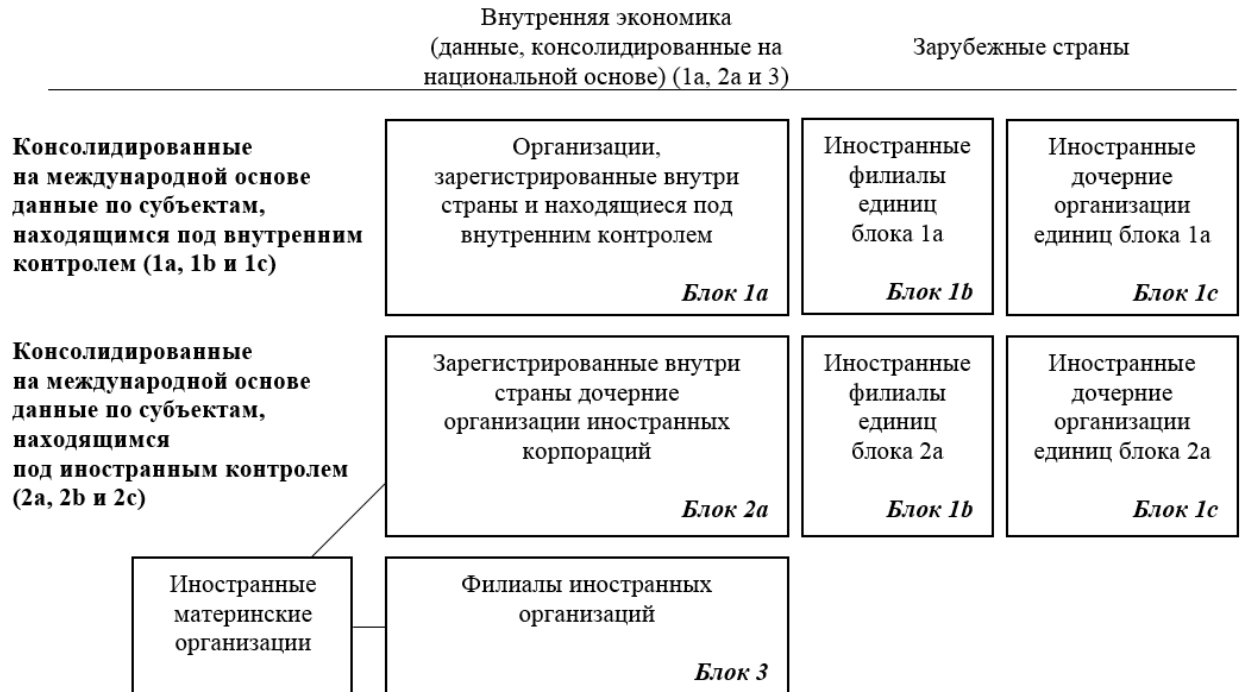 Внутренняя экономика
(данные, консолидированные на
национальной основе) (1a, 2a и 3)
Зарубежные страны
Консолидированные
на международной основе
данные по субъектам,
находящимся под внутренним
контролем (1a, 1b и 1c)
Организации,
зарегистрированные внутри
страны и находящиеся под
внутренним контролем
Блок 1a
Иностранные
филиалы
единиц
блока 1a
Блок 1b
Иностранные
дочерние
организации
единиц блока 1a
Блок 1c
Консолидированные
на международной основе
данные по субъектам,
находящимся
под иностранным контролем
(2a, 2b и 2c)
Зарегистрированные внутри
страны дочерние
организации иностранных
корпораций
Блок 2a
Иностранные
филиалы
единиц
блока 2a
Блок 1b
Иностранные
дочерние
организации
единиц блока 2a
Блок 1c
Иностранные
материнские
организации
Филиалы иностранных
организаций
Блок 3